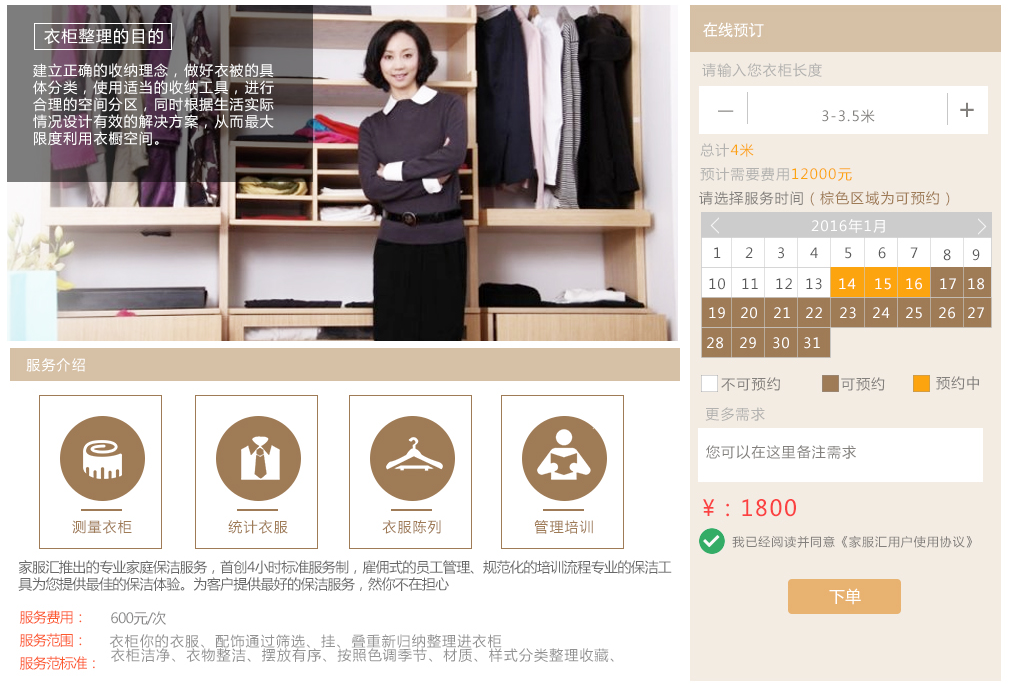 衣柜整理的目的
建立正确的收纳理念，做好衣被的具
体分类，使用适当的收纳工具，进行
合理的空间分区，同时根据生活实际
情况设计有效的解决方案，从而最大
限度利用衣橱空间。
服务介绍
测量衣柜
统计衣服
衣服陈列
管理培训
家服汇推出的专业家庭保洁服务，首创4小时标准服务制，雇佣式的员工管理、规范化的培训流程专业的保洁工
具为您提供最佳的保洁体验。为客户提供最好的保洁服务，然你不在担心
服务费用： 600元/次
服务范围： 衣柜你的衣服、配饰通过筛选、挂、叠重新归纳整理进衣柜
服务范标准： 衣柜洁净、衣物整洁、摆放有序、按照色调季节、材质、样式分类整理收藏、
在线预订
请输入您衣柜长度
— 3-3.5米 +
总计4米
预计需要费用12000元
请选择服务时间（棕色区域为可预约）
2016年1月
1 2 3 4 5 6 7 8 9
10 11 12 13 14 15 16 17 18
19 20 21 22 23 24 25 26 27
28 29 30 31
不可预约 可预约 预约中
更多需求
您可以在这里备注需求
¥：1800
我已经阅读并同意《家服汇用户使用协议》
下单